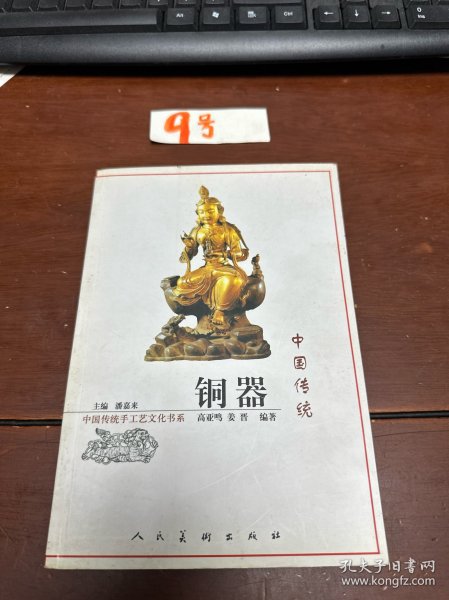 9号
中国传统
铜器
主编 潘嘉来
中国传统手工艺文化书系
高亚鸣 姜晋 编著
人民美术出版社
孔夫子旧书网
www.kongfz.com